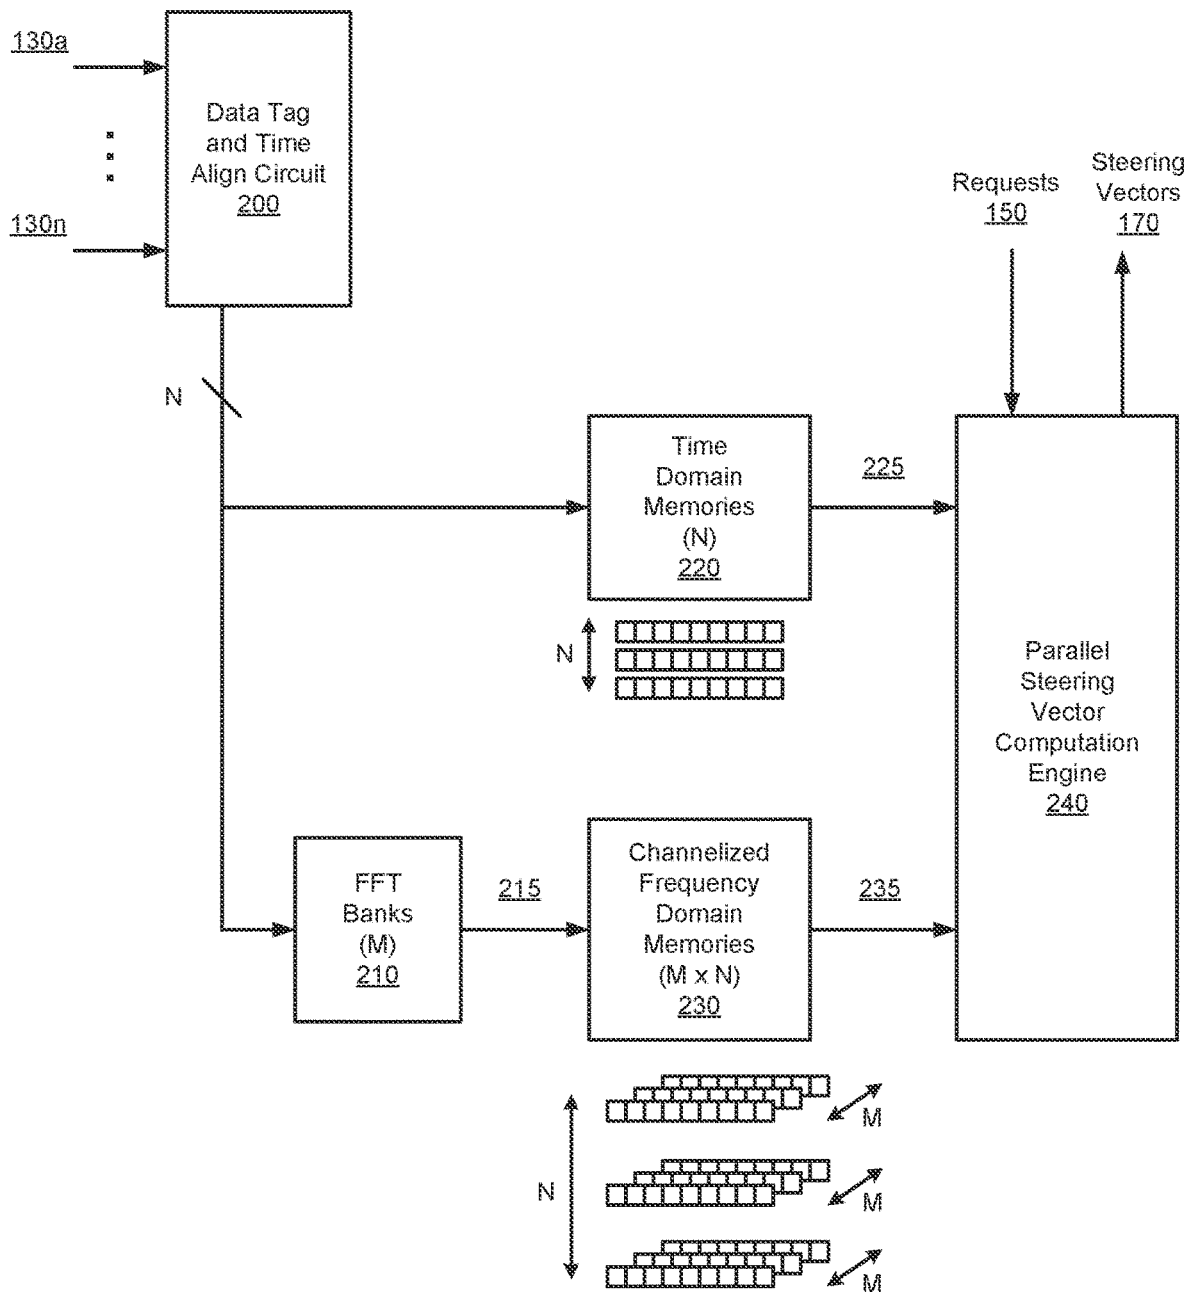 130a
Data Tag
and Time
Align Circuit
200
130n
Requests
150
Steering
Vectors
170
N
Time
Domain
Memories
(N)
220
225
N
Parallel
Steering
Vector
Computation
Engine
240
FFT
Banks
(M)
210
215
Channelized
Frequency
Domain
Memories
(M x N)
230
235
M
N
M
M